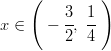 x ∈ ( - 3/2, 1/4 )